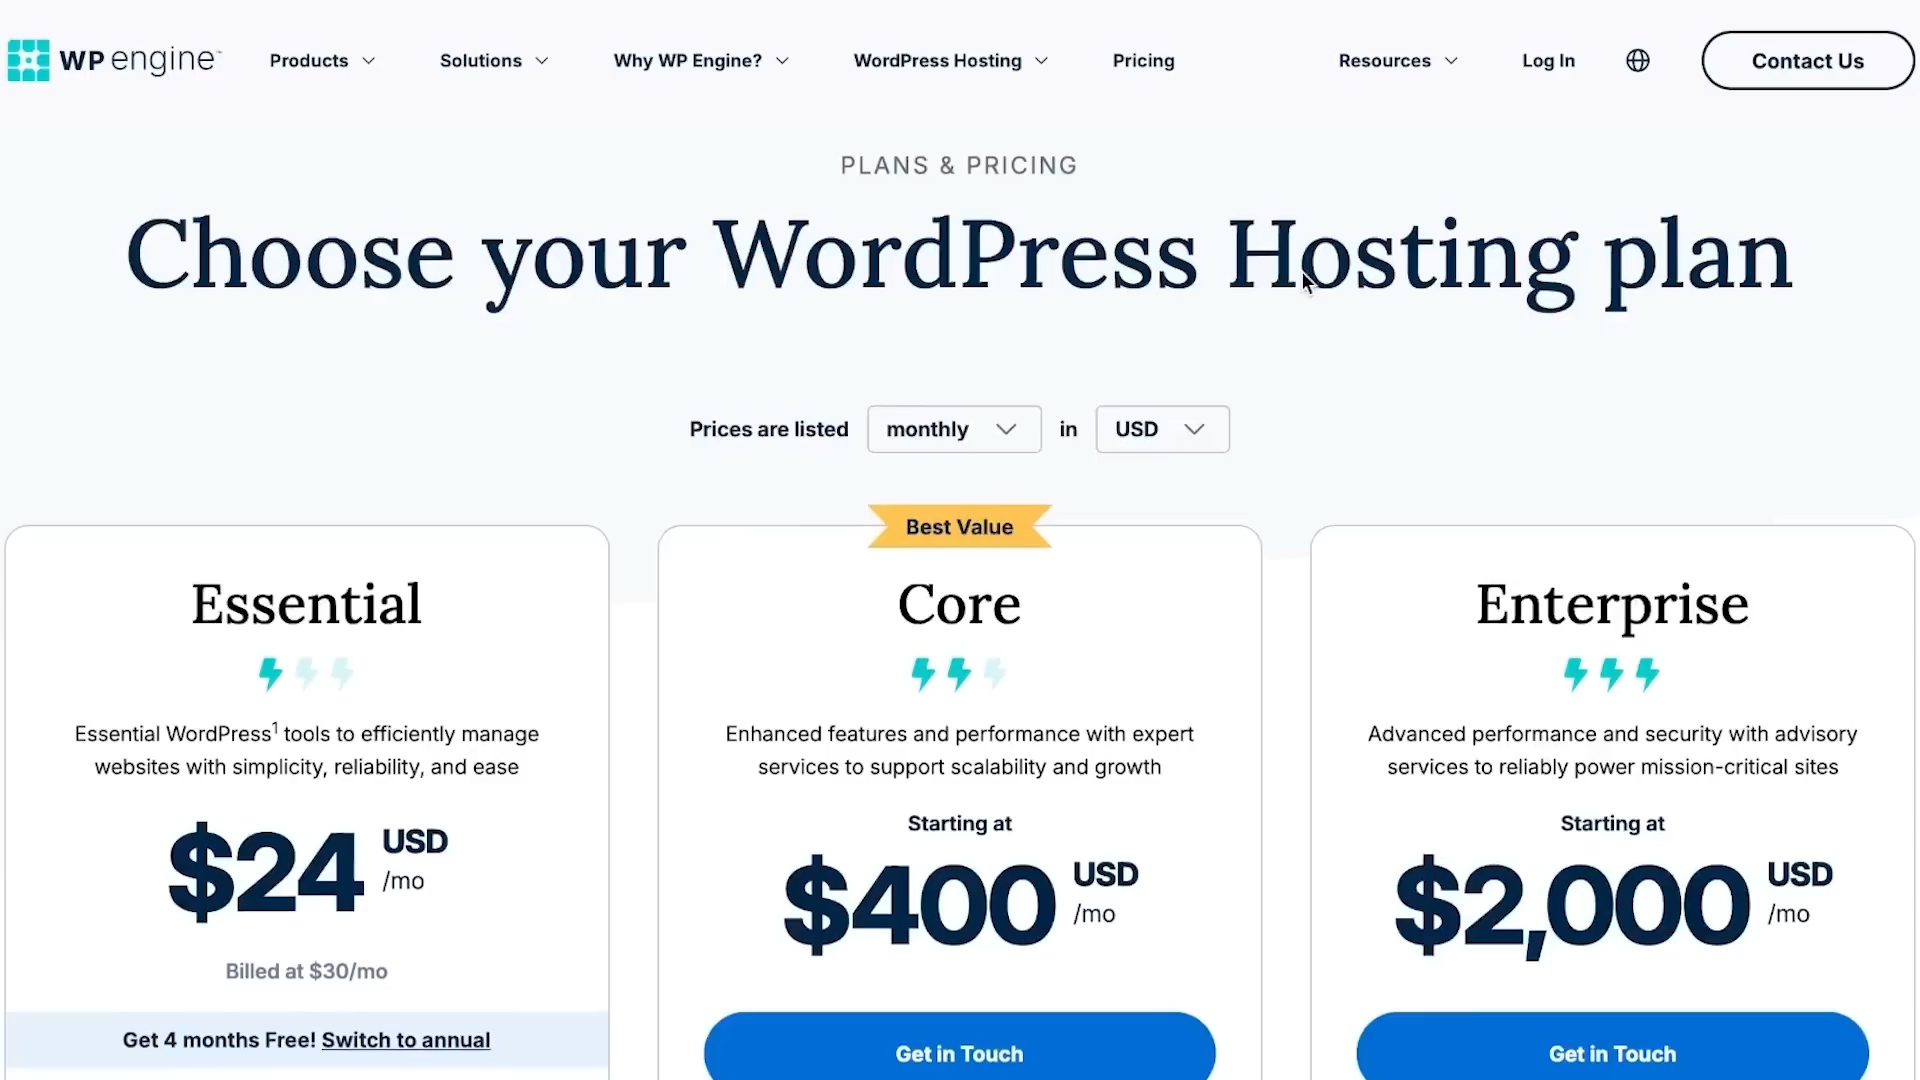 WP engine™ Products Solutions Why WP Engine? WordPress Hosting Pricing Resources Log In Contact Us
PLANS & PRICING
Choose your WordPress Hosting plan
Prices are listed monthly in USD
Essential
Essential WordPress¹ tools to efficiently manage
websites with simplicity, reliability, and ease
$24 USD
/mo
Billed at $30/mo
Get 4 months Free! Switch to annual
Best Value
Core
Enhanced features and performance with expert
services to support scalability and growth
Starting at
$400 USD
/mo
Get in Touch
Enterprise
Advanced performance and security with advisory
services to reliably power mission-critical sites
Starting at
$2,000 USD
/mo
Get in Touch